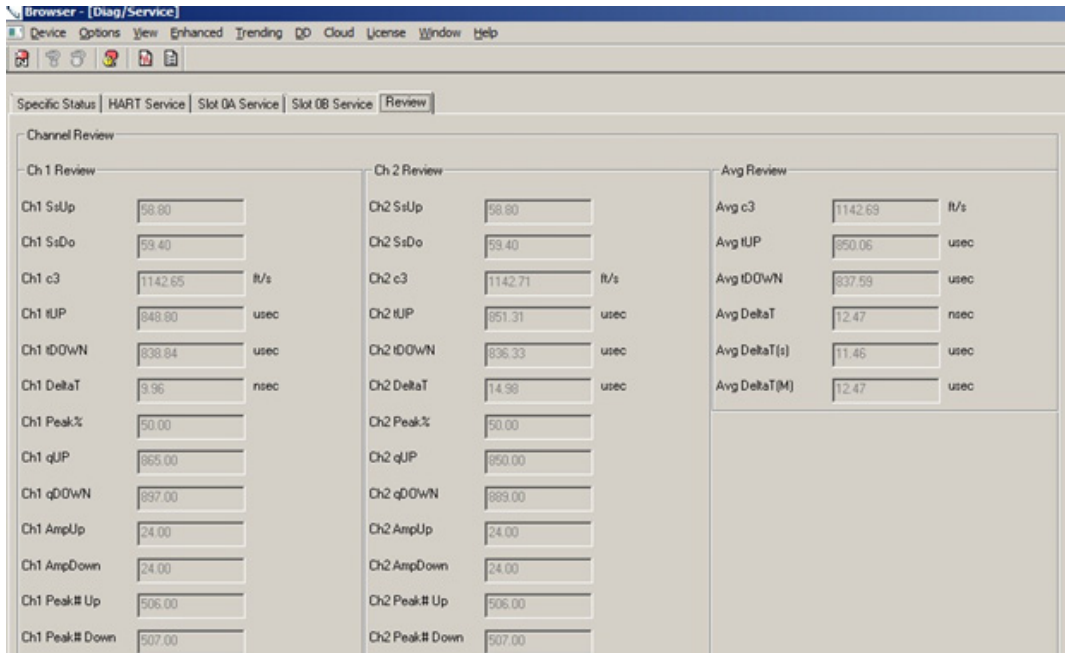 Browser - [Diag/Service]
Device Options View Enhanced Trending DD Cloud License Window Help
Specific Status HART Service Slot 0A Service Slot 0B Service Review
Channel Review
Ch 1 Review
Ch1 SsUp 58.80
Ch1 SsDo 59.40
Ch1 c3 1142.65 ft/s
Ch1 tUP 848.80 usec
Ch1 tDOWN 838.84 usec
Ch1 DeltaT 9.96 nsec
Ch1 Peak% 50.00
Ch1 qUP 865.00
Ch1 qDOWN 897.00
Ch1 AmpUp 24.00
Ch1 AmpDown 24.00
Ch1 Peak# Up 506.00
Ch1 Peak# Down 507.00
Ch 2 Review
Ch2 SsUp 58.80
Ch2 SsDo 59.40
Ch2 c3 1142.71 ft/s
Ch2 tUP 851.31 usec
Ch2 tDOWN 836.33 usec
Ch2 DeltaT 14.98 usec
Ch2 Peak% 50.00
Ch2 qUP 850.00
Ch2 qDOWN 889.00
Ch2 AmpUp 24.00
Ch2 AmpDown 24.00
Ch2 Peak# Up 506.00
Ch2 Peak# Down 507.00
Avg Review
Avg c3 1142.69 ft/s
Avg tUP 850.06 usec
Avg tDOWN 837.59 usec
Avg DeltaT 12.47 nsec
Avg DeltaT(s) 11.46 usec
Avg DeltaT(M) 12.47 usec